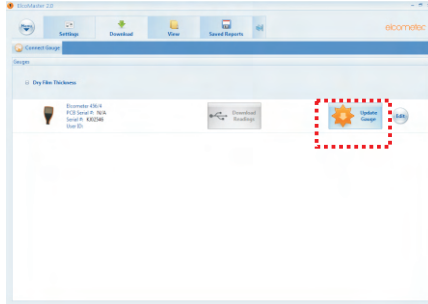 ElcoMaster 2.0
Settings
Download
View
Saved Reports
elcometer
Connect Gauge
Gauges
Dry Film Thickness
Elcometer 456/4
PCB Serial #: N/A
Serial #:
User ID:
Download
Readings
Update
Gauge
Edit